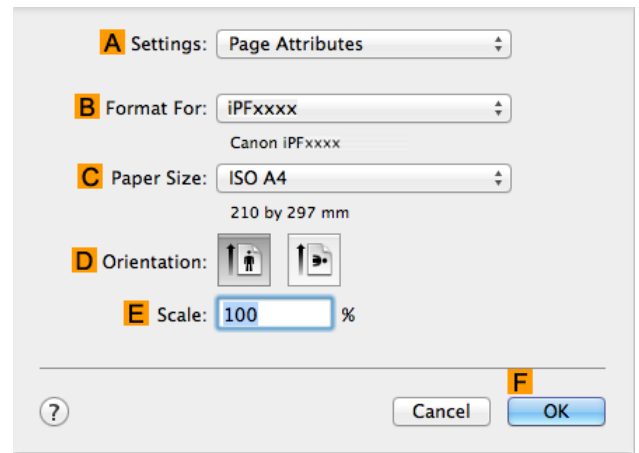 A Settings: Page Attributes
B Format For: iPFxxxx
Canon iPFxxxx
C Paper Size: ISO A4
210 by 297 mm
D Orientation:
E Scale: 100 %
F
? Cancel OK